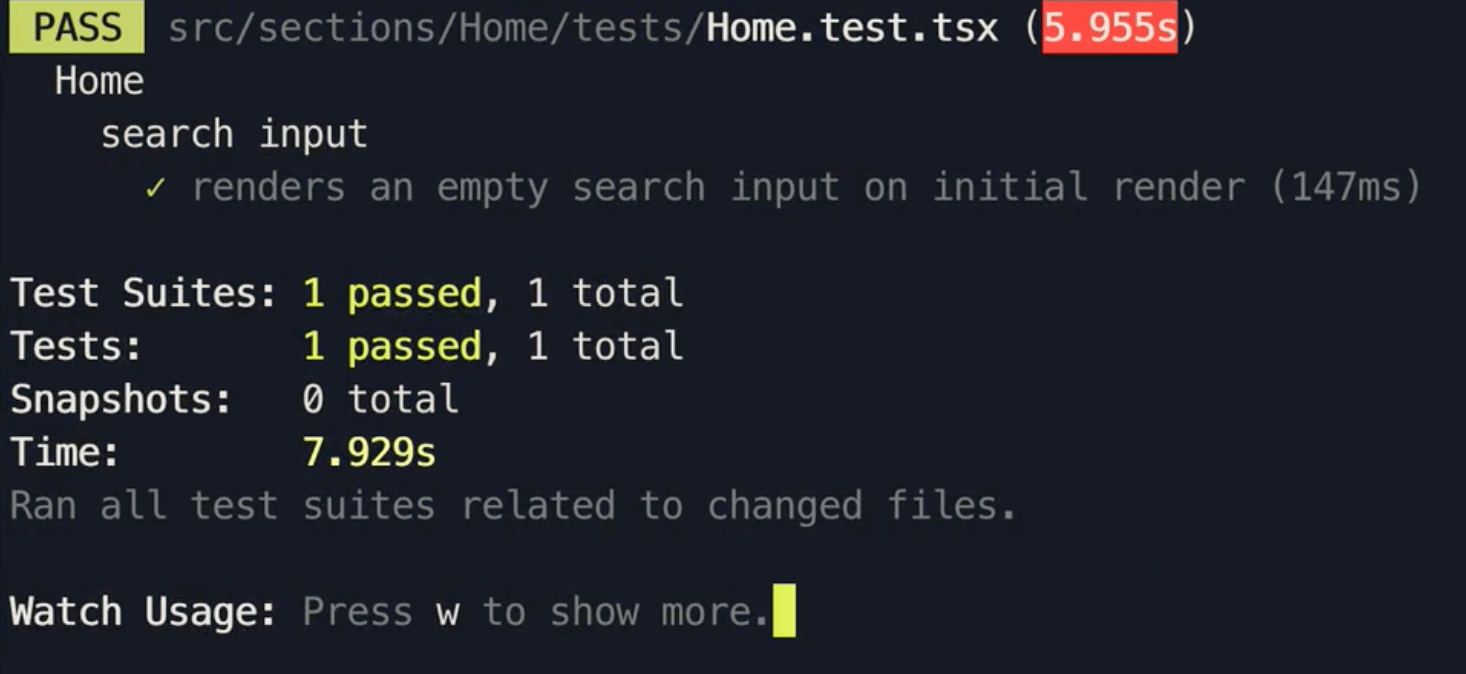 PASS src/sections/Home/tests/Home.test.tsx (5.955s)
Home
search input
✓ renders an empty search input on initial render (147ms)
Test Suites: 1 passed, 1 total
Tests: 1 passed, 1 total
Snapshots: 0 total
Time: 7.929s
Ran all test suites related to changed files.
Watch Usage: Press w to show more.